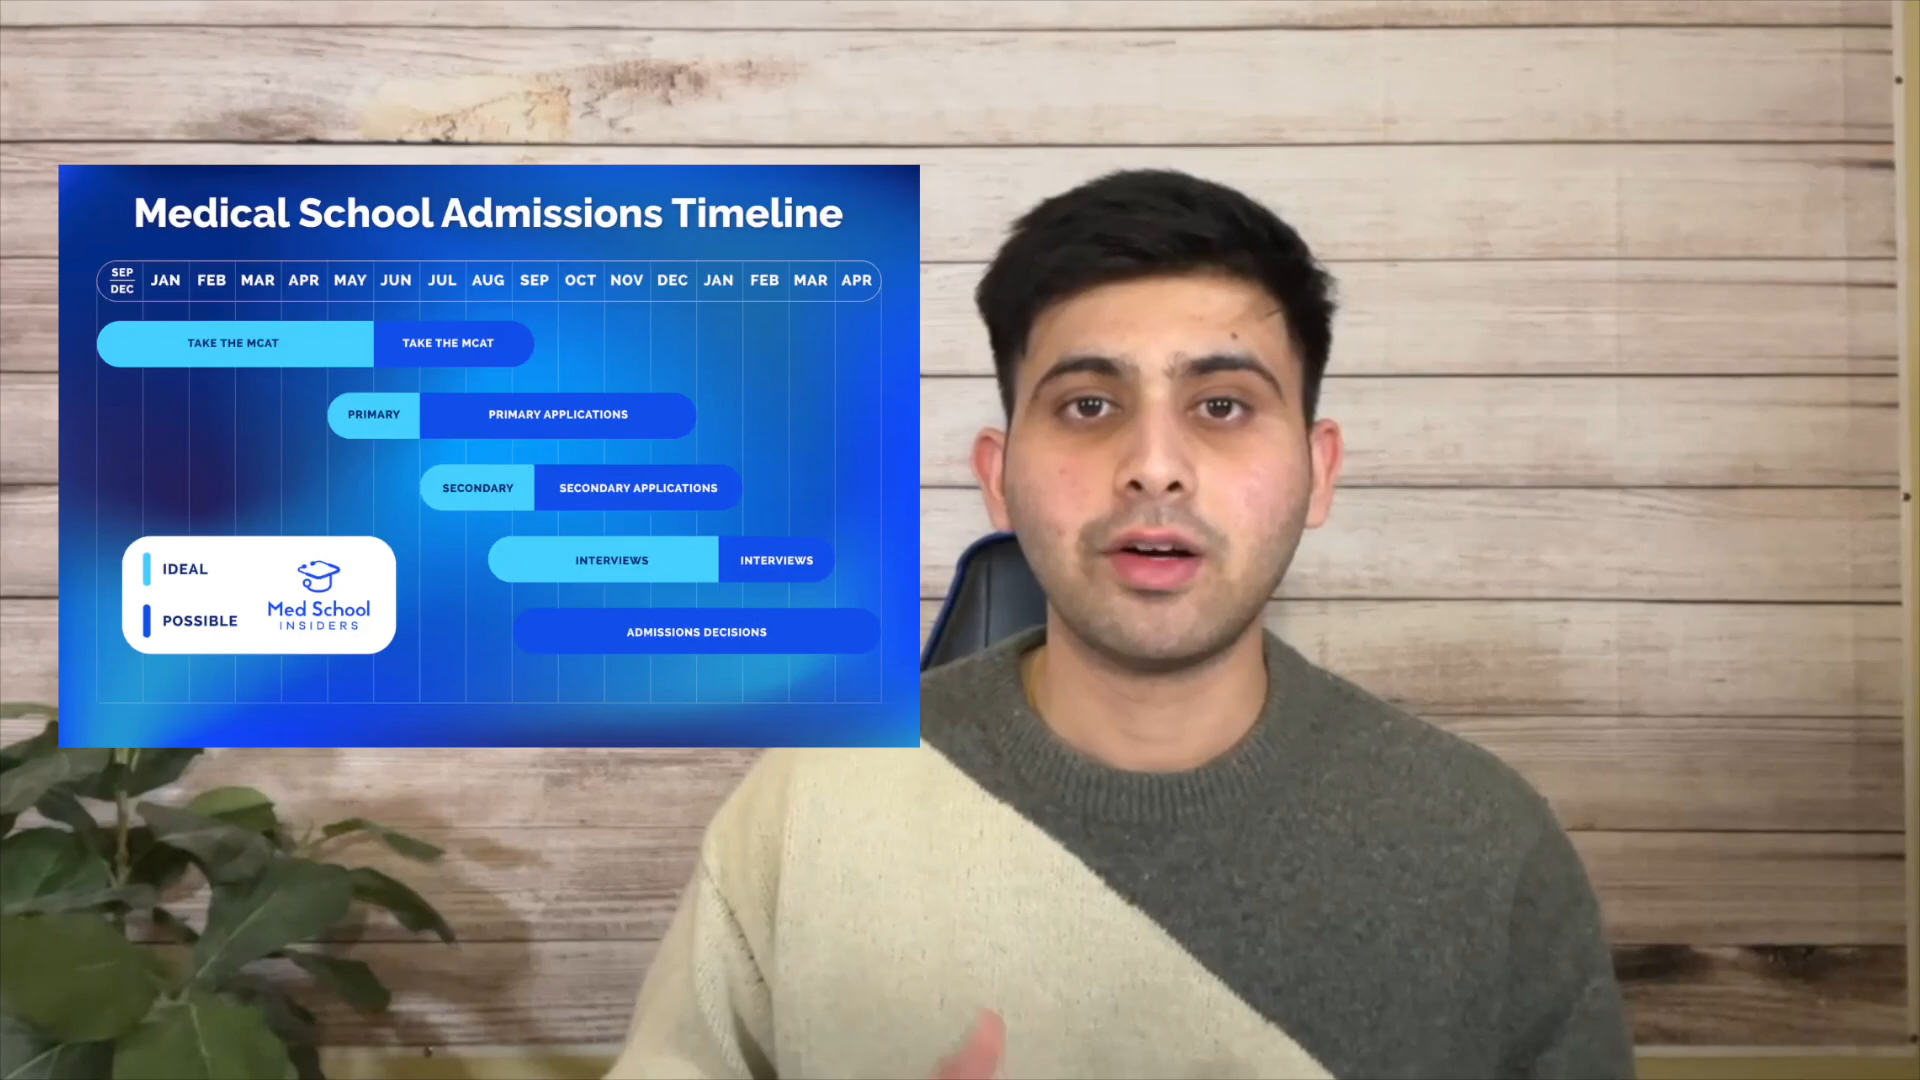 Medical School Admissions Timeline
SEP DEC JAN FEB MAR APR MAY JUN JUL AUG SEP OCT NOV DEC JAN FEB MAR APR
TAKE THE MCAT TAKE THE MCAT
PRIMARY PRIMARY APPLICATIONS
SECONDARY SECONDARY APPLICATIONS
INTERVIEWS INTERVIEWS
ADMISSIONS DECISIONS
IDEAL
POSSIBLE
Med School
INSIDERS